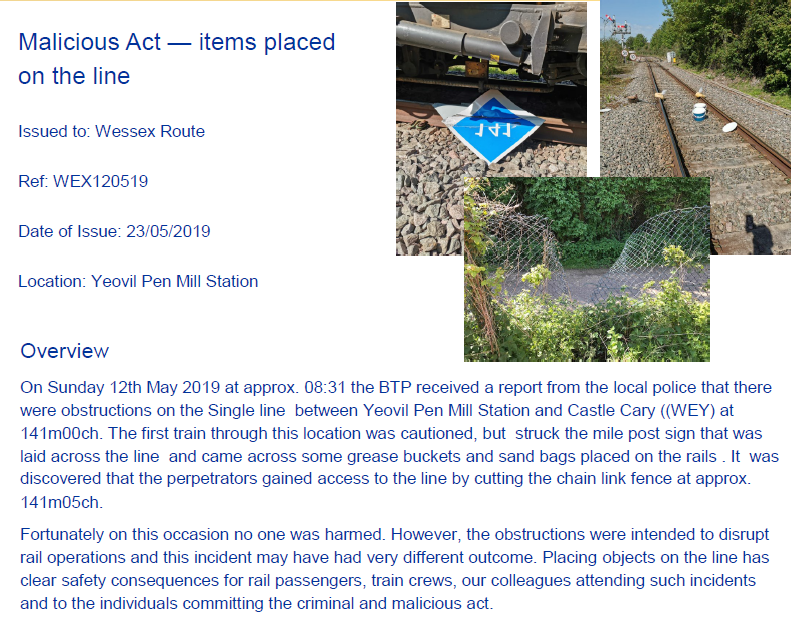 Malicious Act — items placed
on the line
Issued to: Wessex Route
Ref: WEX120519
Date of Issue: 23/05/2019
Location: Yeovil Pen Mill Station
141
Overview
On Sunday 12th May 2019 at approx. 08:31 the BTP received a report from the local police that there
were obstructions on the Single line  between Yeovil Pen Mill Station and Castle Cary ((WEY) at
141m00ch. The first train through this location was cautioned, but  struck the mile post sign that was
laid across the line  and came across some grease buckets and sand bags placed on the rails . It  was
discovered that the perpetrators gained access to the line by cutting the chain link fence at approx.
141m05ch.
Fortunately on this occasion no one was harmed. However, the obstructions were intended to disrupt
rail operations and this incident may have had very different outcome. Placing objects on the line has
clear safety consequences for rail passengers, train crews, our colleagues attending such incidents
and to the individuals committing the criminal and malicious act.